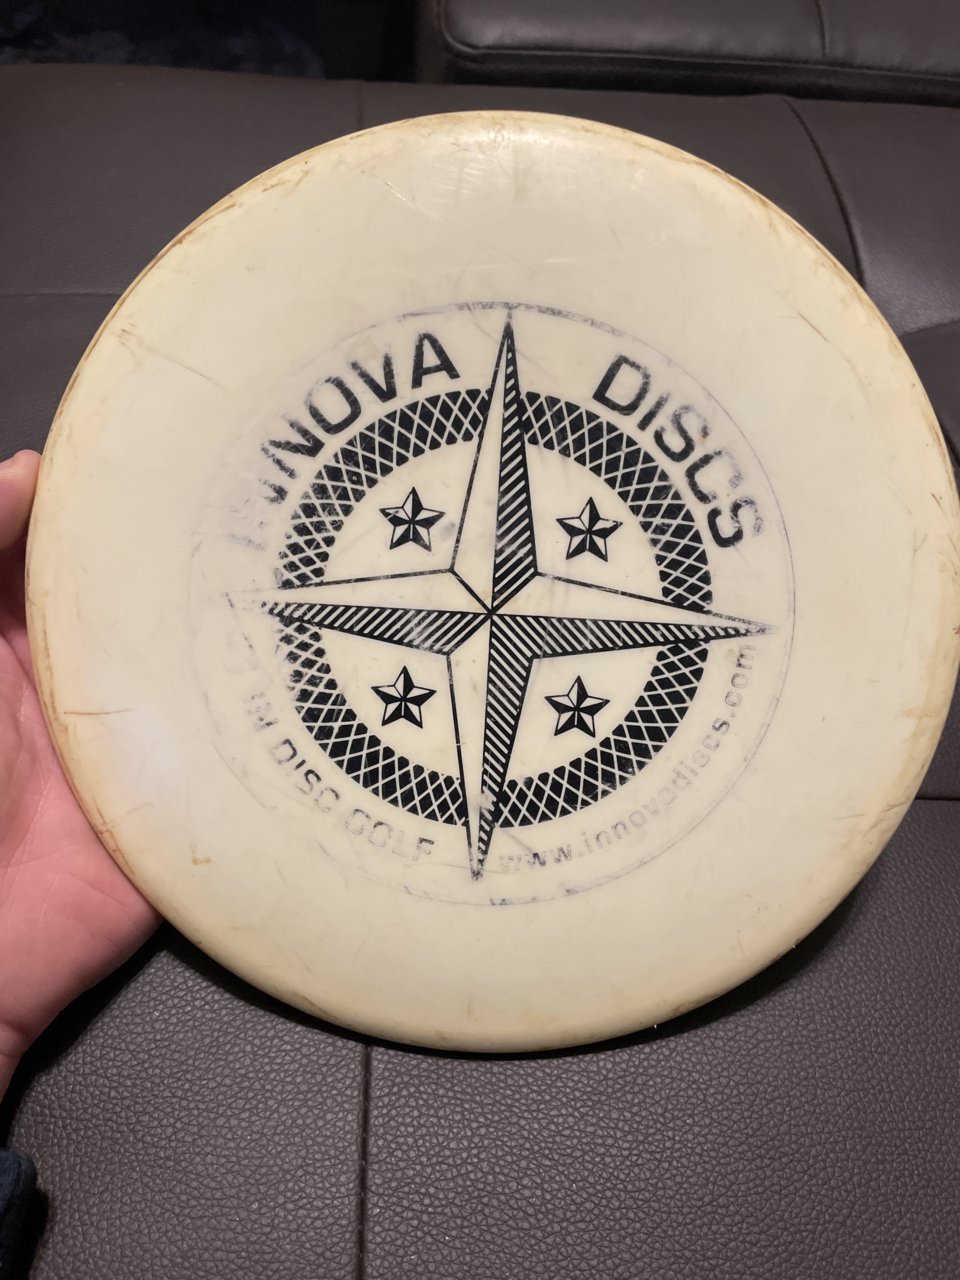 INNOVA DISCS
IN DISC GOLF
www.innovadiscs.com